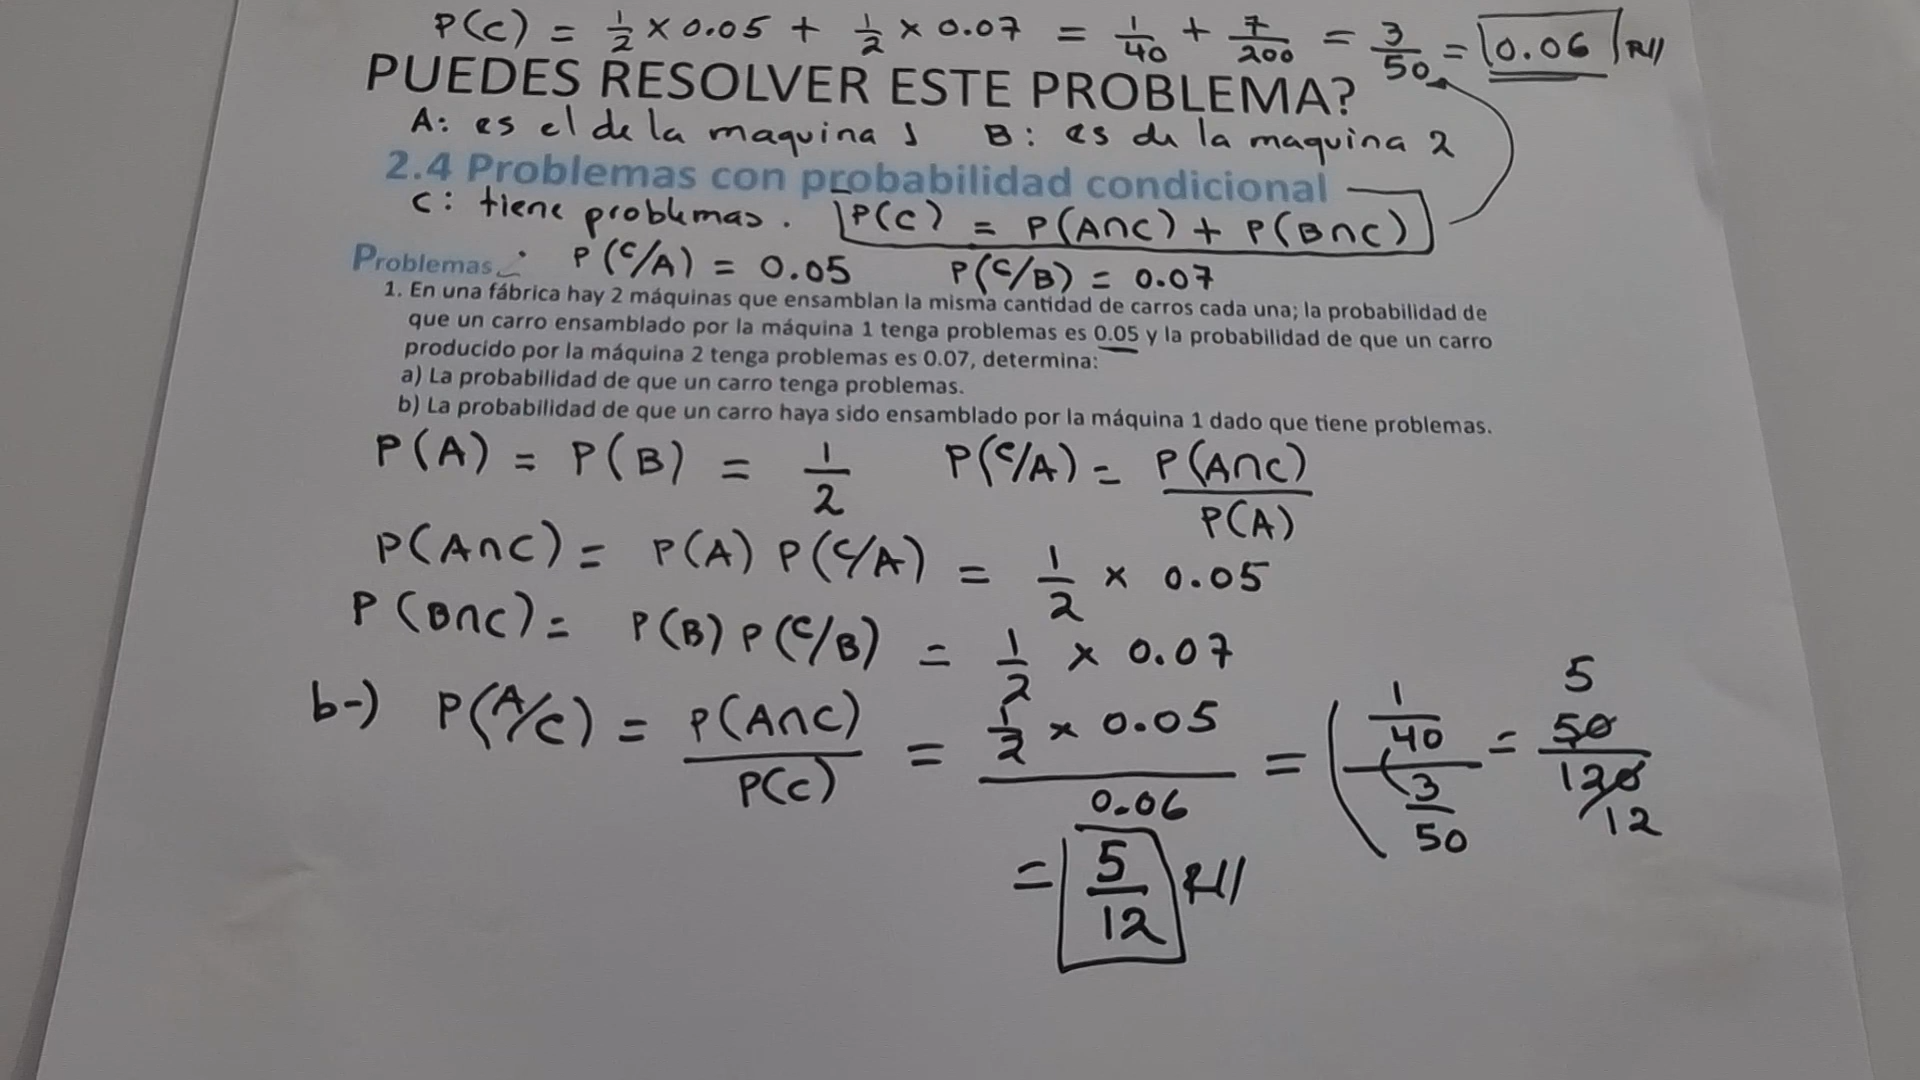 P(C) = 1/2 × 0.05 + 1/2 × 0.07 = 1/40 + 7/200 = 3/50 = 0.06 R//
PUEDES RESOLVER ESTE PROBLEMA?
A: es el de la maquina 1 B: es de la maquina 2
2.4 Problemas con probabilidad condicional
C: tiene problemas. P(C) = P(A∩C) + P(B∩C)
Problemas P(C/A) = 0.05 P(C/B) = 0.07
1. En una fábrica hay 2 máquinas que ensamblan la misma cantidad de carros cada una; la probabilidad de
que un carro ensamblado por la máquina 1 tenga problemas es 0.05 y la probabilidad de que un carro
producido por la máquina 2 tenga problemas es 0.07, determina:
a) La probabilidad de que un carro tenga problemas.
b) La probabilidad de que un carro haya sido ensamblado por la máquina 1 dado que tiene problemas.
P(A) = P(B) = 1/2 P(C/A) = P(A∩C)/P(A)
P(A∩C) = P(A) P(C/A) = 1/2 × 0.05
P(B∩C) = P(B) P(C/B) = 1/2 × 0.07
b-) P(A/C) = P(A∩C)/P(C) = 1/2 × 0.05/0.06 = 1/40/3/50 = 5 50/120 12
= 5/12 R//